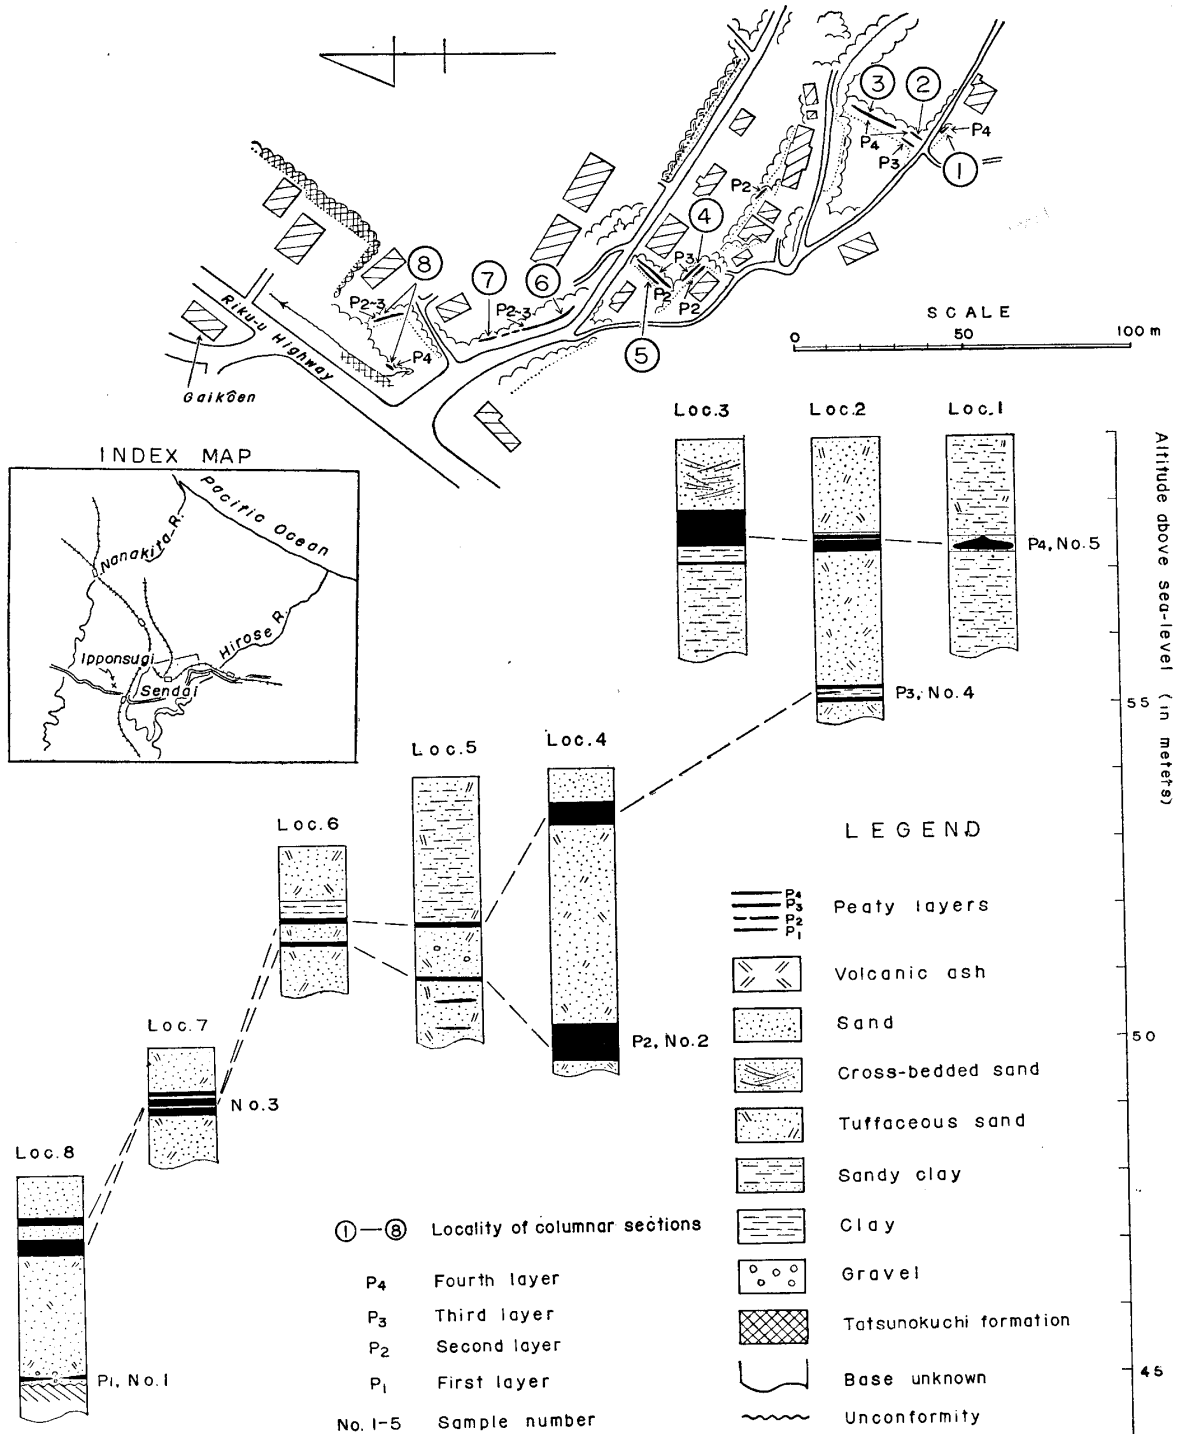 3
2
P4
P4
P3
1
P2
4
P3
P2
P2
5
8
7
6
P2~3
P2~3
P4
Riku-u Highway
Gaikôen
SCALE
0 50 100 m
INDEX MAP
Pacific Ocean
Nanakita R.
Hirose R.
Ipponsugi
Sendai
Loc.3
Loc.2
Loc.1
P4, No.5
P3, No.4
Loc.5
Loc.4
P2, No.2
Loc.6
Loc.7
No.3
Loc.8
P1, No.1
Altitude above sea-level (in metets)
55
50
45
LEGEND
P4
P3
P2
P1
Peaty layers
Volcanic ash
Sand
Cross-bedded sand
Tuffaceous sand
Sandy clay
Clay
Gravel
Tatsunokuchi formation
Base unknown
Unconformity
1—8 Locality of columnar sections
P4 Fourth layer
P3 Third layer
P2 Second layer
P1 First layer
No. 1-5 Sample number